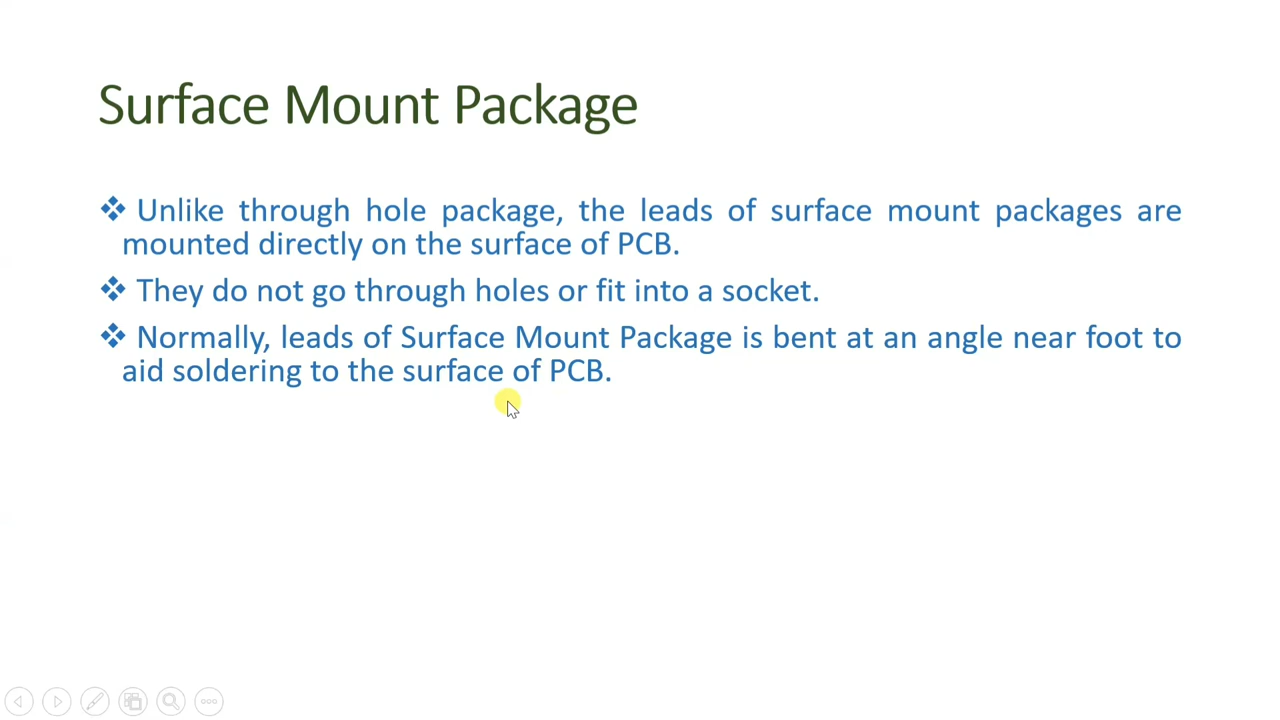 Surface Mount Package
❖ Unlike through hole package, the leads of surface mount packages are
mounted directly on the surface of PCB.
❖ They do not go through holes or fit into a socket.
❖ Normally, leads of Surface Mount Package is bent at an angle near foot to
aid soldering to the surface of PCB.